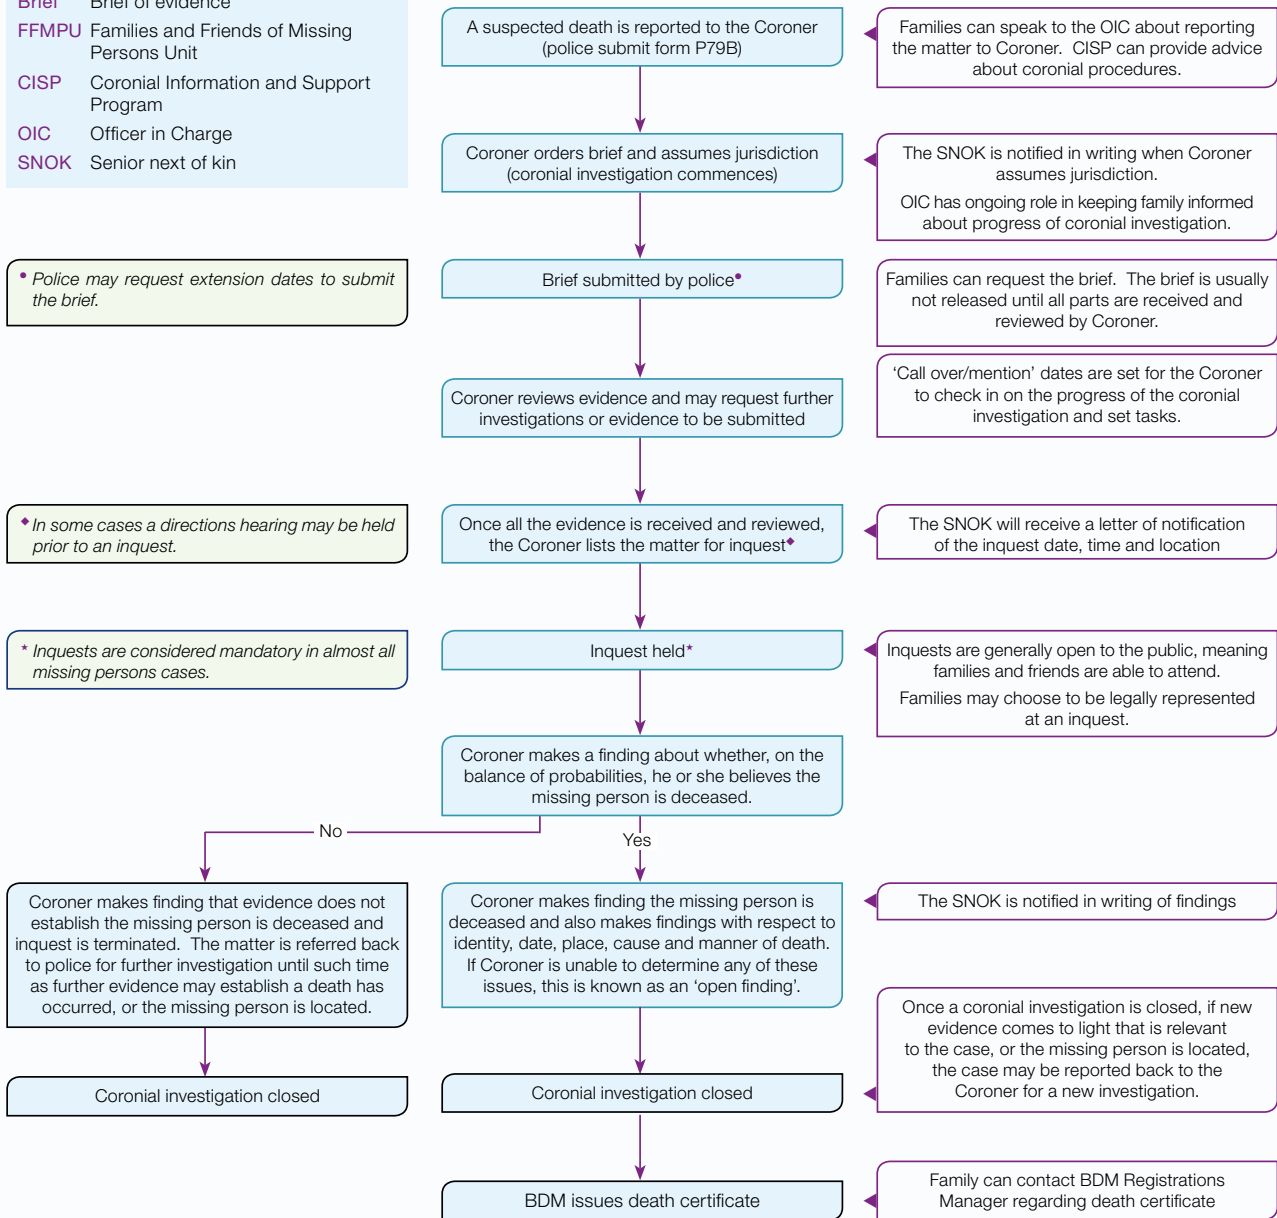 Brief Brief of evidence
FFMPU Families and Friends of Missing
Persons Unit
CISP Coronial Information and Support
Program
OIC Officer in Charge
SNOK Senior next of kin
A suspected death is reported to the Coroner
(police submit form P79B)
Families can speak to the OIC about reporting
the matter to Coroner. CISP can provide advice
about coronial procedures.
Coroner orders brief and assumes jurisdiction
(coronial investigation commences)
The SNOK is notified in writing when Coroner
assumes jurisdiction.
OIC has ongoing role in keeping family informed
about progress of coronial investigation.
• Police may request extension dates to submit
the brief.
Brief submitted by police•
Families can request the brief. The brief is usually
not released until all parts are received and
reviewed by Coroner.
Coroner reviews evidence and may request further
investigations or evidence to be submitted
‘Call over/mention’ dates are set for the Coroner
to check in on the progress of the coronial
investigation and set tasks.
◆ In some cases a directions hearing may be held
prior to an inquest.
Once all the evidence is received and reviewed,
the Coroner lists the matter for inquest◆
The SNOK will receive a letter of notification
of the inquest date, time and location
★ Inquests are considered mandatory in almost all
missing persons cases.
Inquest held★
Inquests are generally open to the public, meaning
families and friends are able to attend.
Families may choose to be legally represented
at an inquest.
Coroner makes a finding about whether, on the
balance of probabilities, he or she believes the
missing person is deceased.
No
Yes
Coroner makes finding that evidence does not
establish the missing person is deceased and
inquest is terminated. The matter is referred back
to police for further investigation until such time
as further evidence may establish a death has
occurred, or the missing person is located.
Coroner makes finding the missing person is
deceased and also makes findings with respect to
identity, date, place, cause and manner of death.
If Coroner is unable to determine any of these
issues, this is known as an ‘open finding’.
The SNOK is notified in writing of findings
Once a coronial investigation is closed, if new
evidence comes to light that is relevant
to the case, or the missing person is located,
the case may be reported back to the
Coroner for a new investigation.
Coronial investigation closed
Coronial investigation closed
BDM issues death certificate
Family can contact BDM Registrations
Manager regarding death certificate